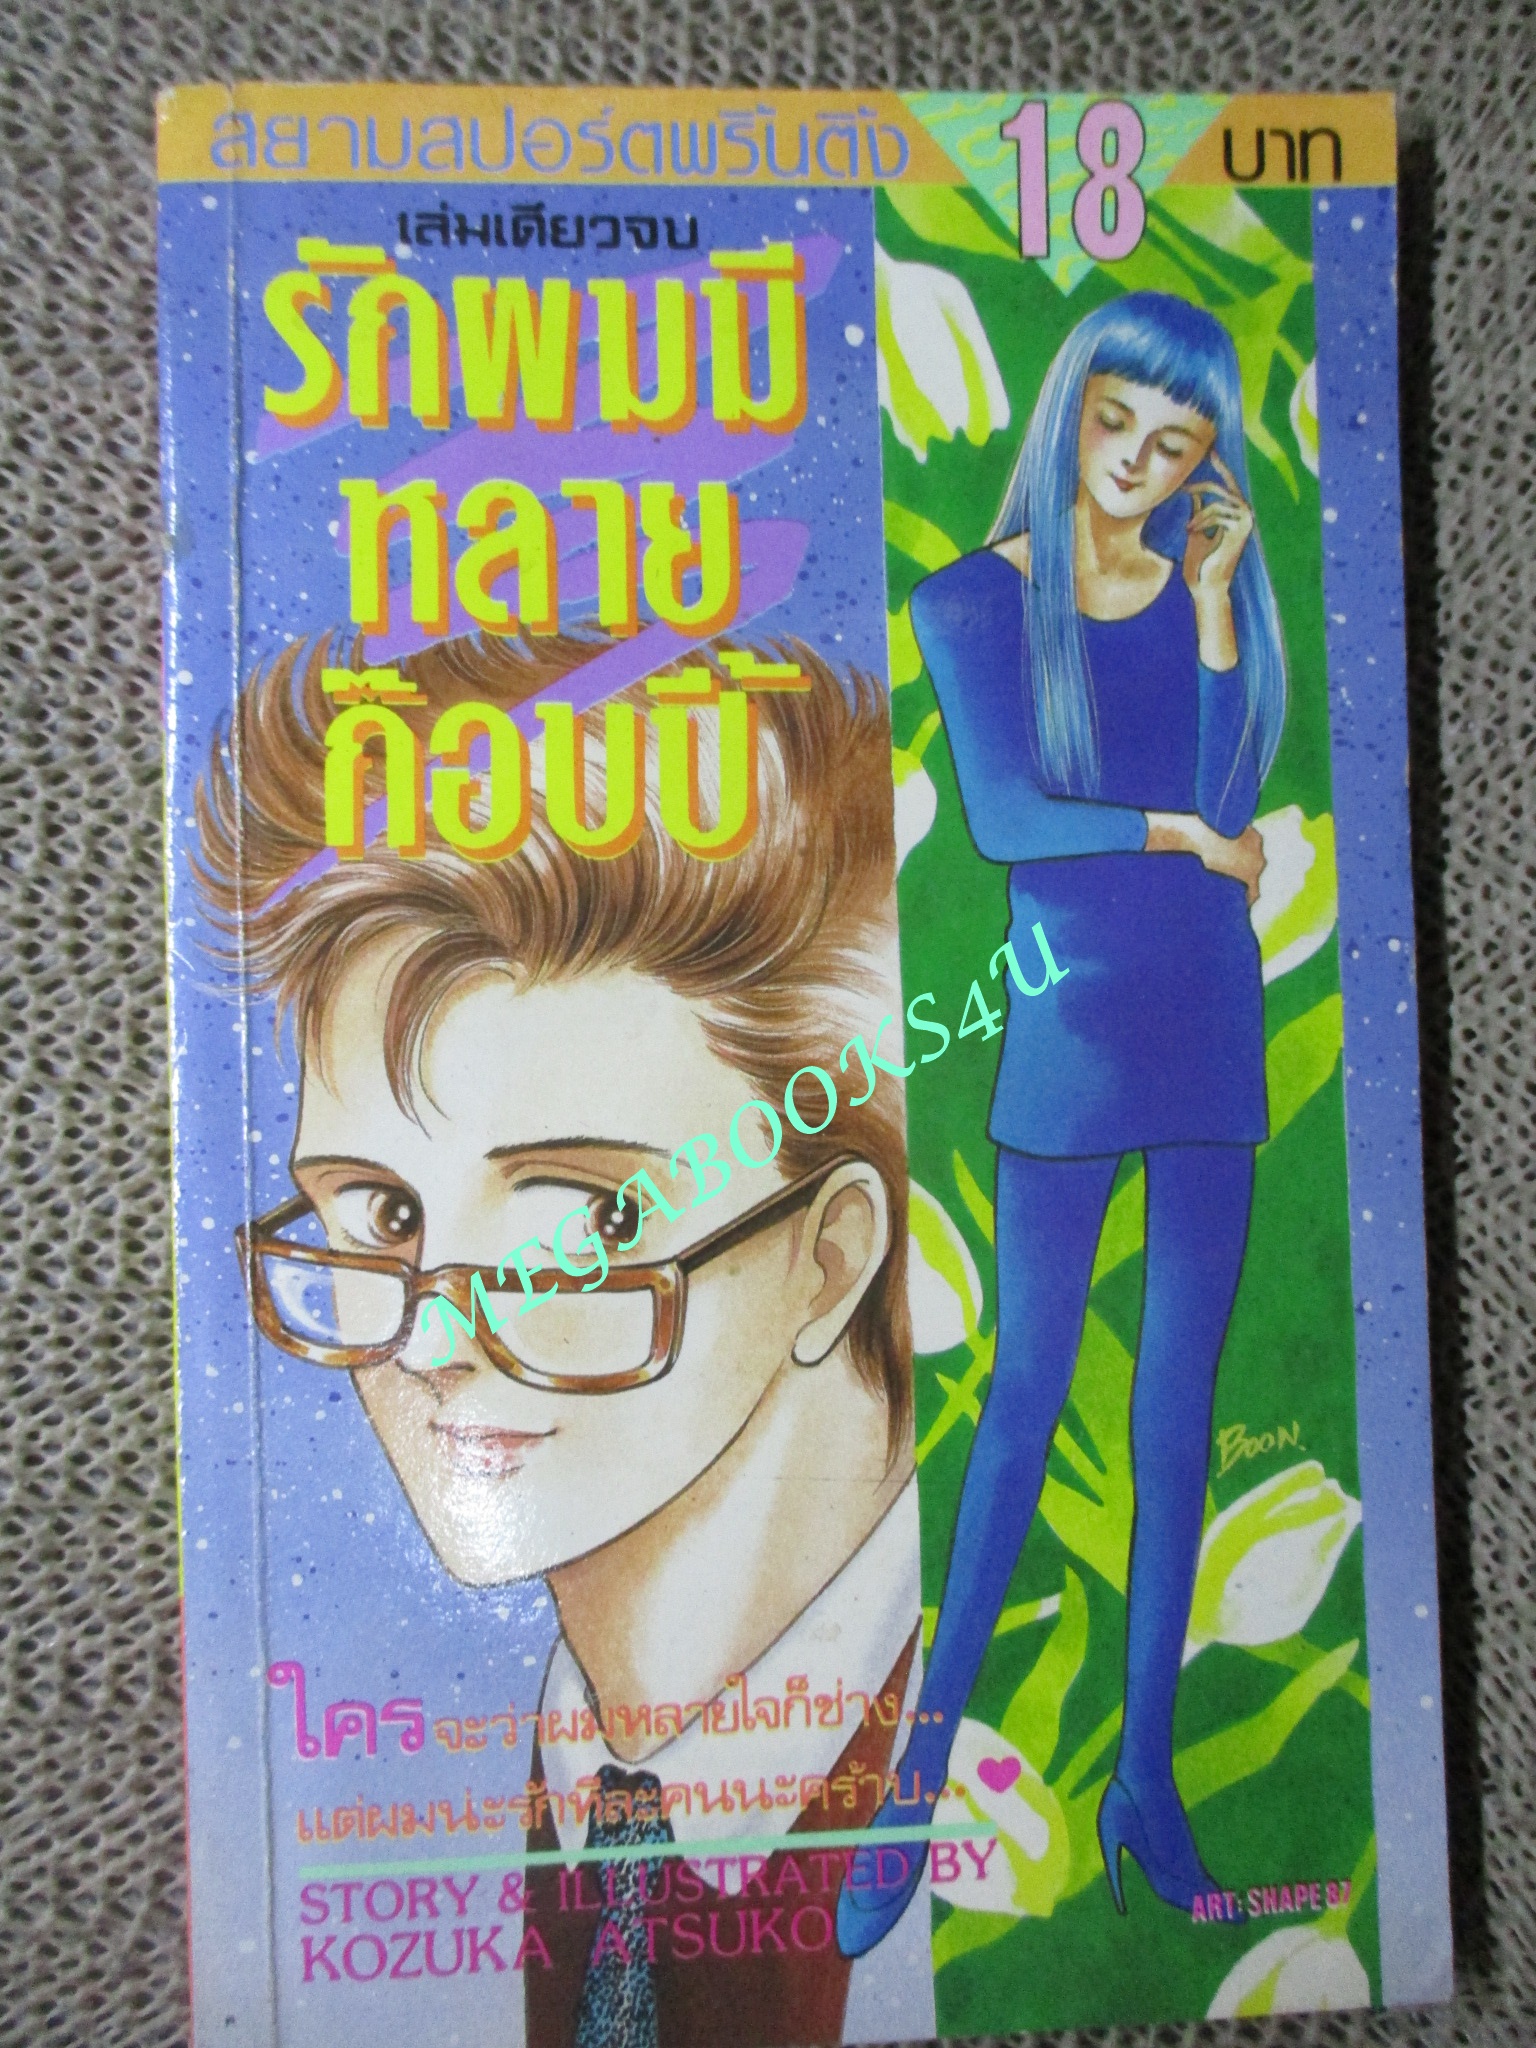 สยามสปอร์ตพริ้นติ้ง 18 บาท
เล่มเดียวจบ
รักผมมี
หลาย
ก๊อบปี้
MEGABOOKS4U
BOON.
ใครจะว่าผมหลายใจก็ช่าง...
แต่ผมน่ะรักทีละคนนะคร้าบ...
STORY & ILLUSTRATED BY
KOZUKA ATSUKO
ART: SHAPE 87